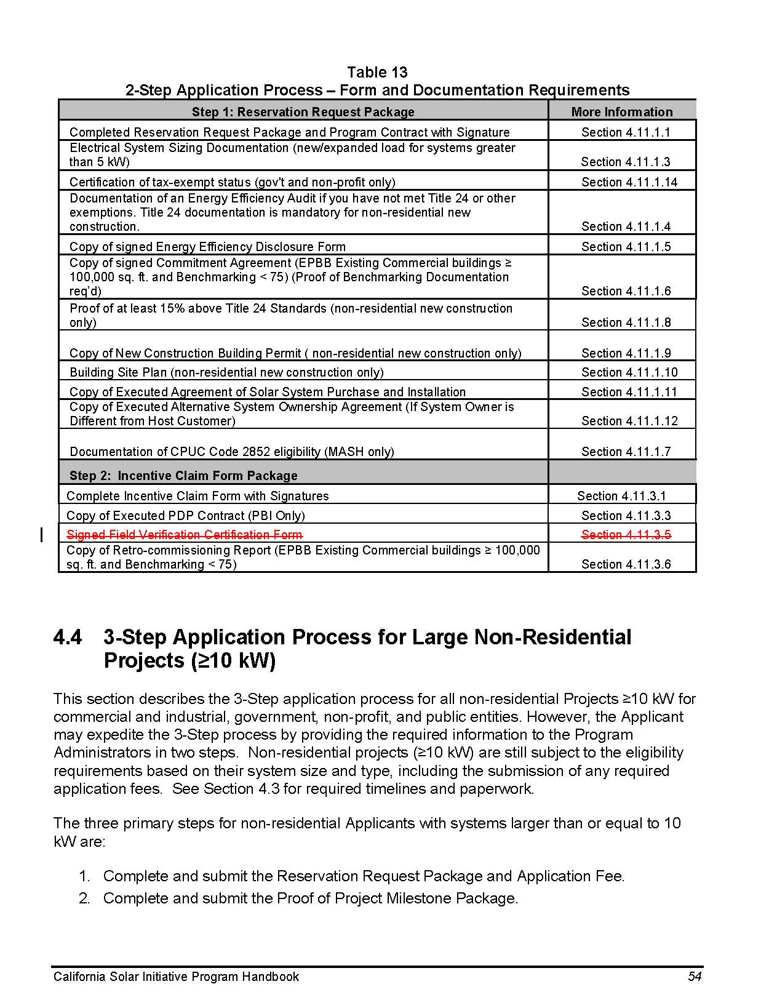 Table 13
2-Step Application Process – Form and Documentation Requirements
Step 1: Reservation Request Package More Information
Completed Reservation Request Package and Program Contract with Signature Section 4.11.1.1
Electrical System Sizing Documentation (new/expanded load for systems greater
than 5 kW) Section 4.11.1.3
Certification of tax-exempt status (gov't and non-profit only) Section 4.11.1.14
Documentation of an Energy Efficiency Audit if you have not met Title 24 or other
exemptions. Title 24 documentation is mandatory for non-residential new
construction. Section 4.11.1.4
Copy of signed Energy Efficiency Disclosure Form Section 4.11.1.5
Copy of signed Commitment Agreement (EPBB Existing Commercial buildings ≥
100,000 sq. ft. and Benchmarking < 75) (Proof of Benchmarking Documentation
req’d) Section 4.11.1.6
Proof of at least 15% above Title 24 Standards (non-residential new construction
only) Section 4.11.1.8
Copy of New Construction Building Permit ( non-residential new construction only) Section 4.11.1.9
Building Site Plan (non-residential new construction only) Section 4.11.1.10
Copy of Executed Agreement of Solar System Purchase and Installation Section 4.11.1.11
Copy of Executed Alternative System Ownership Agreement (If System Owner is
Different from Host Customer) Section 4.11.1.12
Documentation of CPUC Code 2852 eligibility (MASH only) Section 4.11.1.7
Step 2: Incentive Claim Form Package
Complete Incentive Claim Form with Signatures Section 4.11.3.1
Copy of Executed PDP Contract (PBI Only) Section 4.11.3.3
Signed Field Verification Certification Form Section 4.11.3.5
Copy of Retro-commissioning Report (EPBB Existing Commercial buildings ≥ 100,000
sq. ft. and Benchmarking < 75) Section 4.11.3.6
4.4 3-Step Application Process for Large Non-Residential
Projects (≥10 kW)
This section describes the 3-Step application process for all non-residential Projects ≥10 kW for
commercial and industrial, government, non-profit, and public entities. However, the Applicant
may expedite the 3-Step process by providing the required information to the Program
Administrators in two steps. Non-residential projects (≥10 kW) are still subject to the eligibility
requirements based on their system size and type, including the submission of any required
application fees. See Section 4.3 for required timelines and paperwork.
The three primary steps for non-residential Applicants with systems larger than or equal to 10
kW are:
1. Complete and submit the Reservation Request Package and Application Fee.
2. Complete and submit the Proof of Project Milestone Package.
California Solar Initiative Program Handbook 54